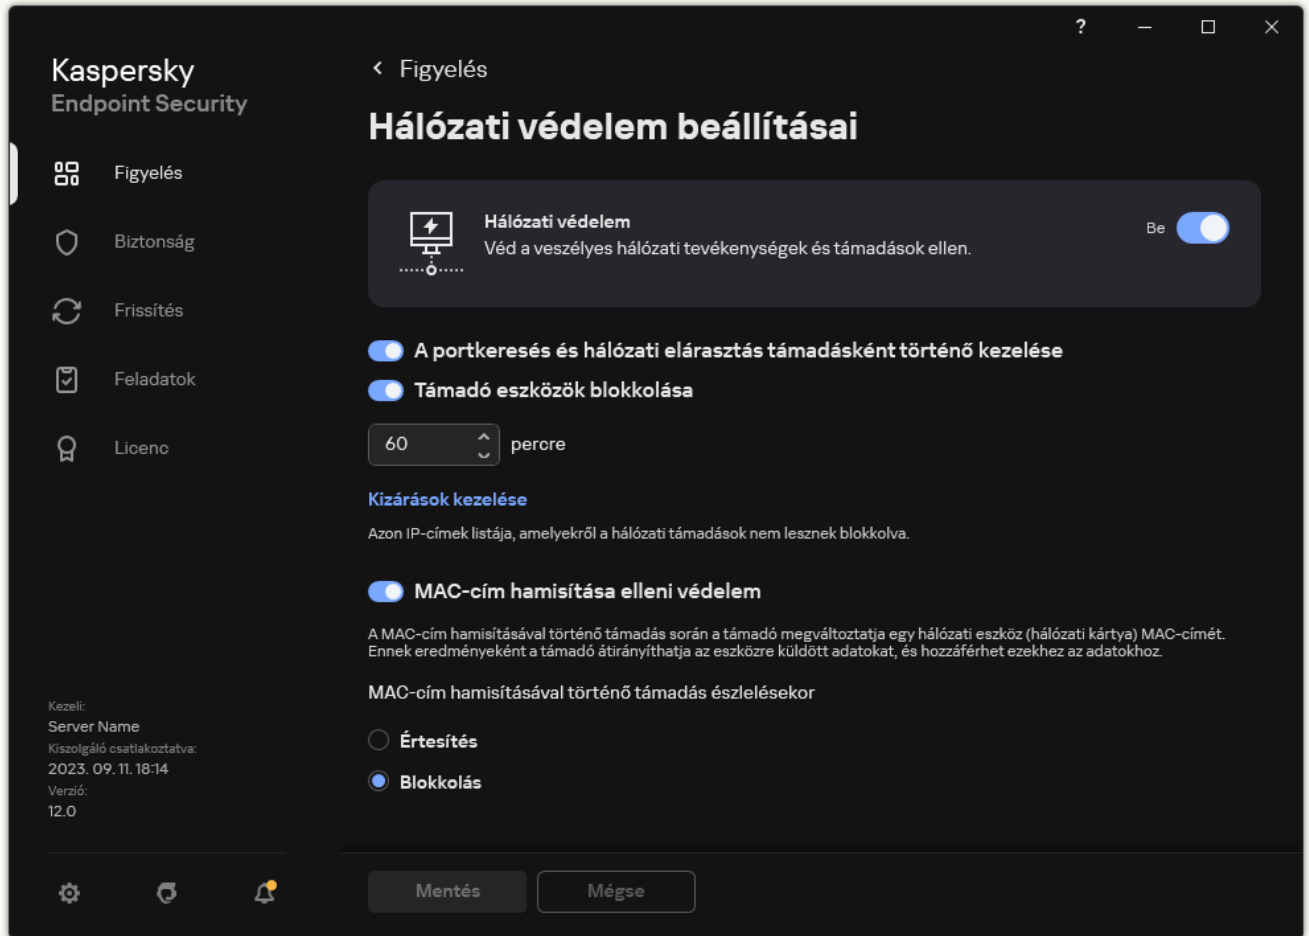 ?
Kaspersky
Endpoint Security
Figyelés
Biztonság
Frissítés
Feladatok
Licenc
Kezeli:
Server Name
Kiszolgáló csatlakoztatva:
2023. 09. 11. 18:14
Verzió:
12.0
Figyelés
Hálózati védelem beállításai
Hálózati védelem
Véd a veszélyes hálózati tevékenységek és támadások ellen.
Be
A portkeresés és hálózati elárasztás támadásként történő kezelése
Támadó eszközök blokkolása
60 percre
Kizárások kezelése
Azon IP-címek listája, amelyekről a hálózati támadások nem lesznek blokkolva.
MAC-cím hamisítása elleni védelem
A MAC-cím hamisításával történő támadás során a támadó megváltoztatja egy hálózati eszköz (hálózati kártya) MAC-címét.
Ennek eredményeként a támadó átirányíthatja az eszközre küldött adatokat, és hozzáférhet ezekhez az adatokhoz.
MAC-cím hamisításával történő támadás észlelésekor
Értesítés
Blokkolás
Mentés
Mégse